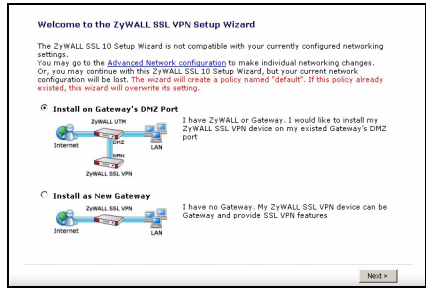 Welcome to the ZyWALL SSL VPN Setup Wizard
The ZyWALL SSL 10 Setup Wizard is not compatible with your currently configured networking
settings.
You may go to the Advanced Network configuration to make individual networking changes.
Or, you may continue with this ZyWALL SSL 10 Setup Wizard, but your current network
configuration will be lost. The wizard will create a policy named "default". If this policy already
existed, this wizard will overwrite its setting.
Install on Gateway's DMZ Port
ZyWALL UTM
DMZ
Internet
LAN
VPN
ZyWALL SSL VPN
I have ZyWALL or Gateway. I would like to install my
ZyWALL SSL VPN device on my existed Gateway's DMZ
port
Install as New Gateway
ZyWALL SSL VPN
Internet
LAN
I have no Gateway. My ZyWALL SSL VPN device can be
Gateway and provide SSL VPN features
Next >